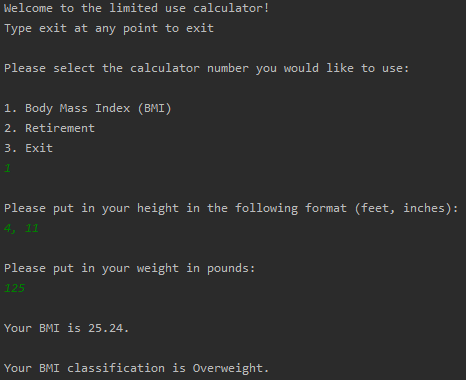 Welcome to the limited use calculator!
Type exit at any point to exit
Please select the calculator number you would like to use:
1. Body Mass Index (BMI)
2. Retirement
3. Exit
1
Please put in your height in the following format (feet, inches):
4, 11
Please put in your weight in pounds:
125
Your BMI is 25.24.
Your BMI classification is Overweight.